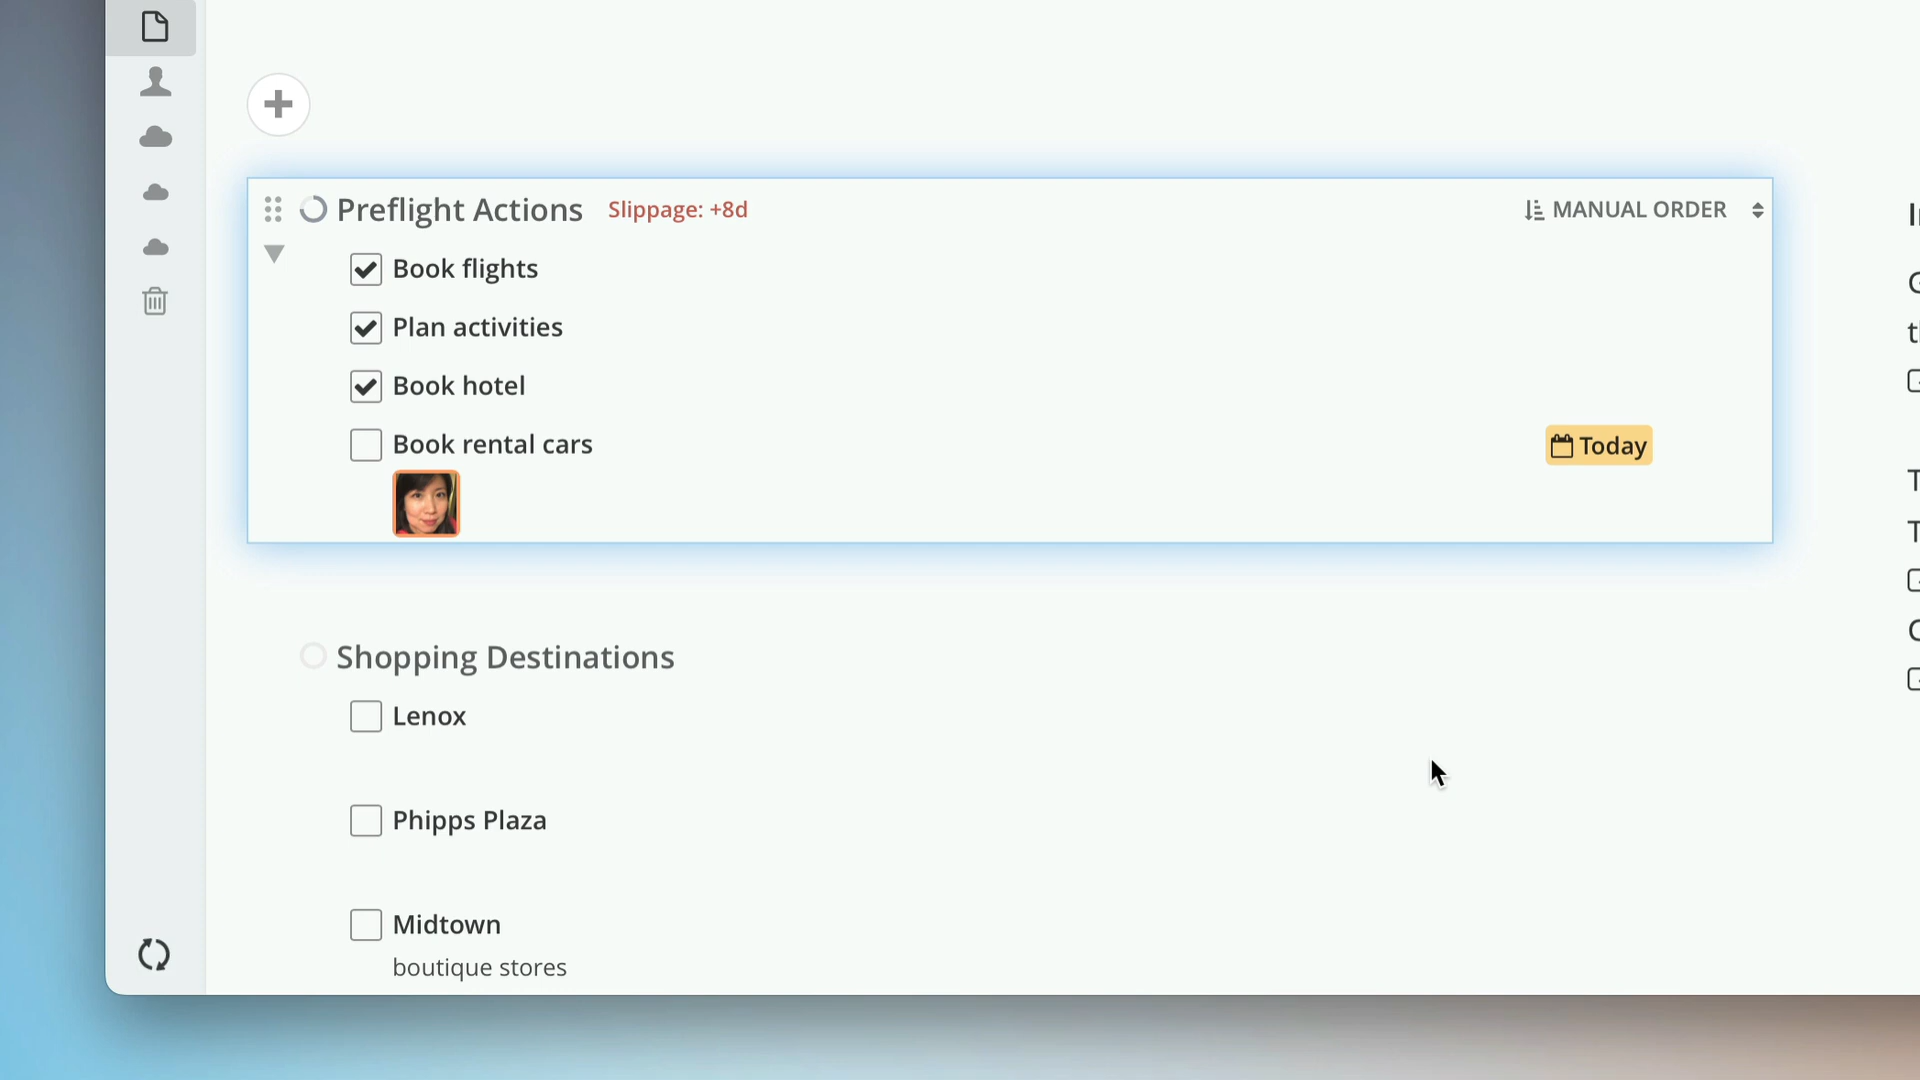 Preflight Actions Slippage: +8d MANUAL ORDER
Book flights
Plan activities
Book hotel
Book rental cars Today
Shopping Destinations
Lenox
Phipps Plaza
Midtown
boutique stores